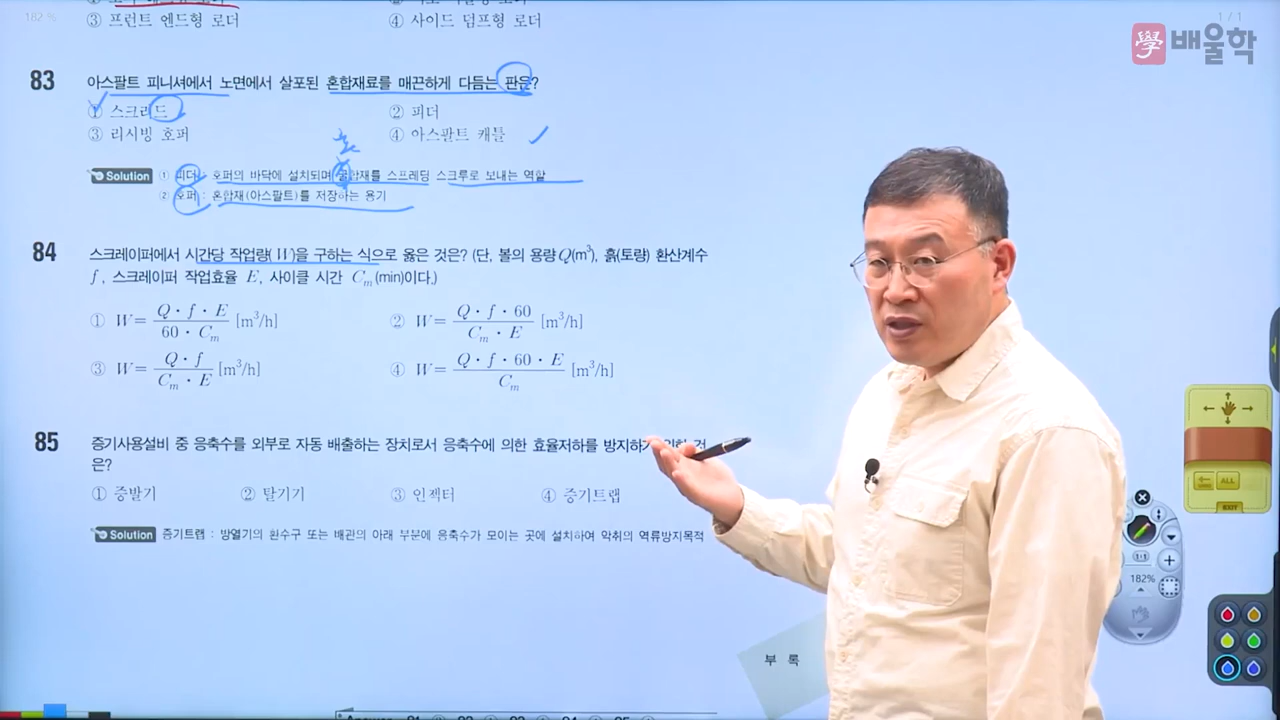 182 %
1 / 1
學 배울학
③ 프런트 엔드형 로더 ④ 사이드 덤프형 로더
83 아스팔트 피니셔에서 노면에서 살포된 혼합재료를 매끈하게 다듬는 판은?
① 스크리드 ② 피더
③ 리시빙 호퍼 ④ 아스팔트 캐틀
혼
Solution ① 피더 : 호퍼의 바닥에 설치되며 골합재를 스프레딩 스크루로 보내는 역할
② 호퍼 : 혼합재(아스팔트)를 저장하는 용기
84 스크레이퍼에서 시간당 작업량(W)을 구하는 식으로 옳은 것은? (단, 볼의 용량 Q(m³), 흙(토량) 환산계수
f, 스크레이퍼 작업효율 E, 사이클 시간 Cm(min)이다.)
① W= Q·f·E / 60·Cm [m³/h] ② W= Q·f·60 / Cm·E [m³/h]
③ W= Q·f / Cm·E [m³/h] ④ W= Q·f·60·E / Cm [m³/h]
85 증기사용설비 중 응축수를 외부로 자동 배출하는 장치로서 응축수에 의한 효율저하를 방지하기 위한 것
은?
① 증발기 ② 탈기기 ③ 인젝터 ④ 증기트랩
Solution 증기트랩 : 방열기의 환수구 또는 배관의 아래 부분에 응축수가 모이는 곳에 설치하여 악취의 역류방지목적
ALL
EXIT
1:1
182%
부 록